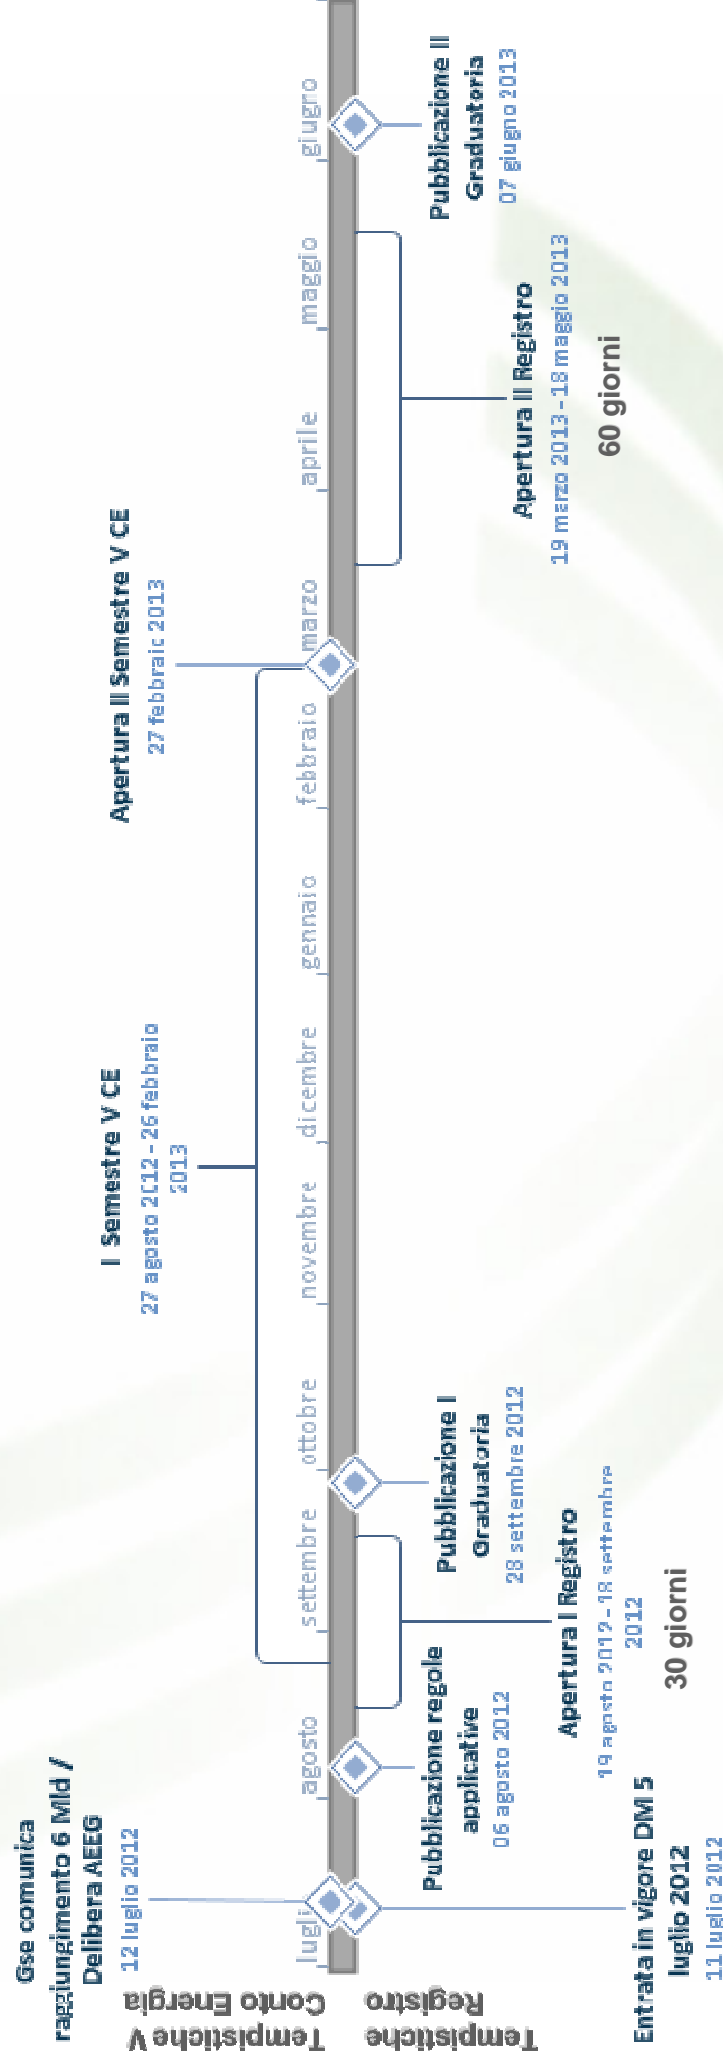 Tempistiche V
Conto Energia
Gse comunica
raggiungimento 6 Mld /
Delibera AEEG
12 luglio 2012
I Semestre V CE
27 agosto 2012 - 26 febbraio
2013
Apertura II Semestre V CE
27 febbraio 2013
lugli
agosto
settembre
ottobre
novembre
dicembre
gennaio
febbraio
marzo
aprile
maggio
giugno
Tempistiche
Registro
Entrata in vigore DM 5
luglio 2012
11 luglio 2012
Pubblicazione regole
applicative
06 agosto 2012
Apertura I Registro
19 agosto 2012 - 18 settembre
2012
30 giorni
Pubblicazione I
Graduatoria
28 settembre 2012
Apertura II Registro
19 marzo 2013 - 18 maggio 2013
60 giorni
Pubblicazione II
Graduatoria
07 giugno 2013